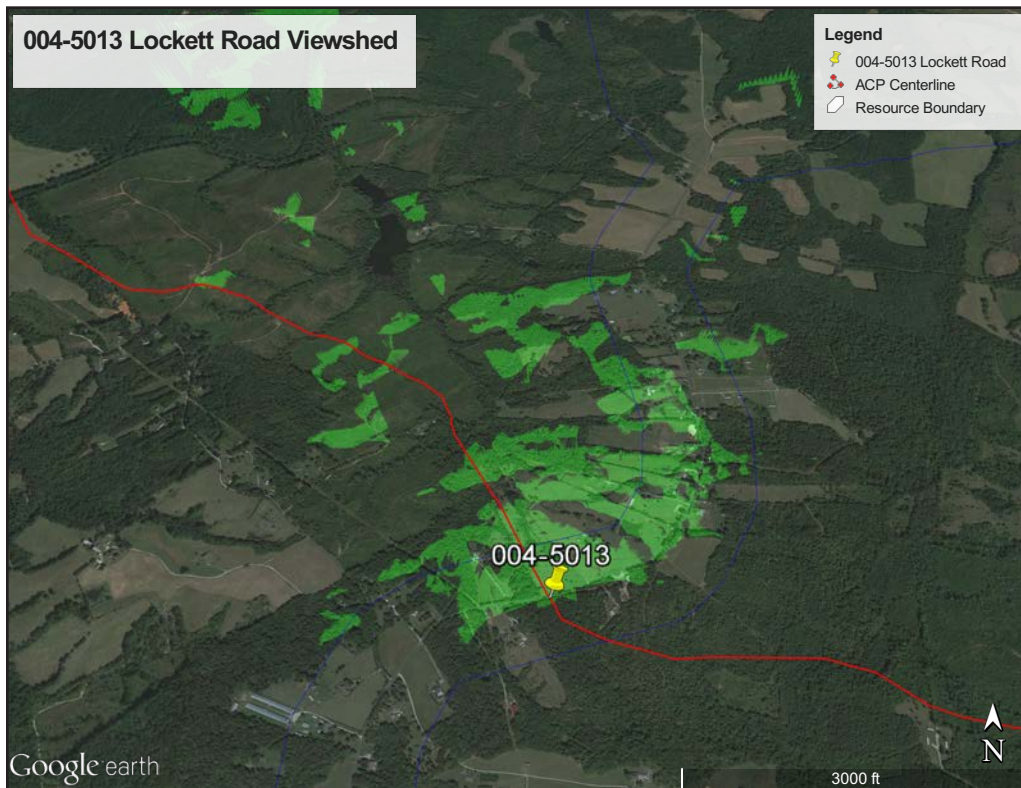 004-5013 Lockett Road Viewshed
Legend
004-5013 Lockett Road
ACP Centerline
Resource Boundary
004-5013
Google earth
N
3000 ft